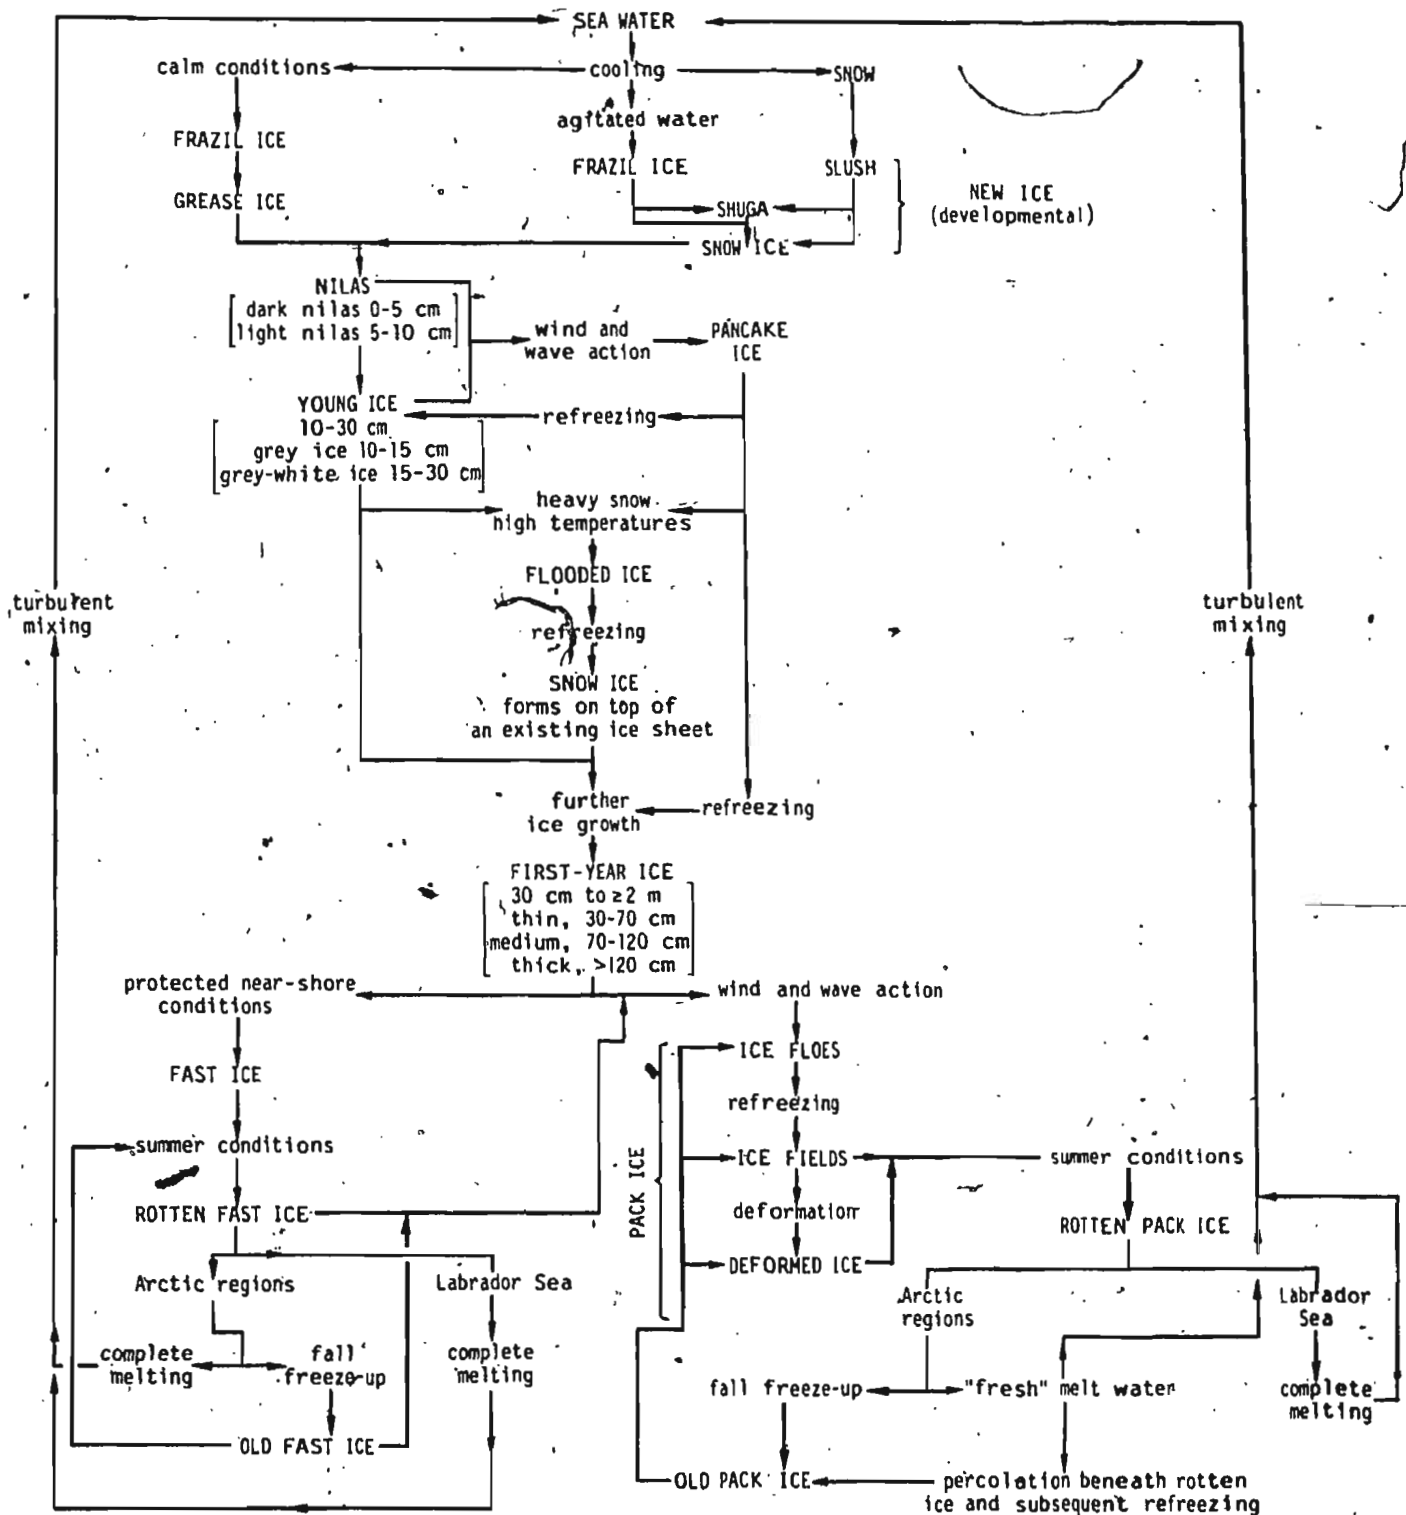 SEA WATER
calm conditions
cooling
SNOW
agitated water
FRAZIL ICE
FRAZIL ICE
SLUSH
GREASE ICE
SHUGA
NEW ICE
(developmental)
SNOW ICE
NILAS
dark nilas 0-5 cm
light nilas 5-10 cm
wind and
wave action
PANCAKE
ICE
YOUNG ICE
10-30 cm
grey ice 10-15 cm
grey-white ice 15-30 cm
refreezing
heavy snow
high temperatures
FLOODED ICE
turbulent
mixing
refreezing
turbulent
mixing
SNOW ICE
forms on top of
an existing ice sheet
further
ice growth
refreezing
FIRST-YEAR ICE
30 cm to ≥2 m
thin, 30-70 cm
medium, 70-120 cm
thick, >120 cm
protected near-shore
conditions
wind and wave action
FAST ICE
summer conditions
ROTTEN FAST ICE
Arctic regions
Labrador Sea
complete
melting
fall
freeze-up
complete
melting
OLD FAST ICE
PACK ICE
ICE FLOES
refreezing
ICE FIELDS
summer conditions
deformation
ROTTEN PACK ICE
DEFORMED ICE
Arctic
regions
Labrador
Sea
fall freeze-up
"fresh" melt water
complete
melting
OLD PACK ICE
percolation beneath rotten
ice and subsequent refreezing